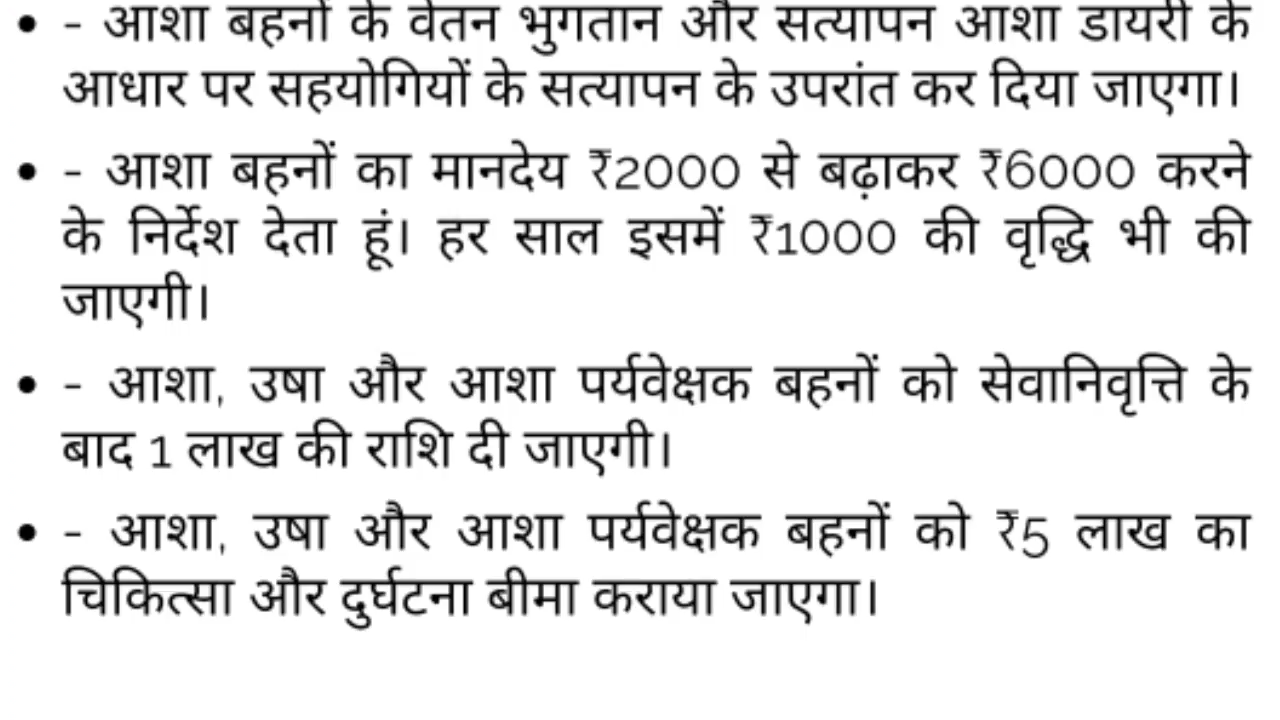 • - आशा बहनों के वेतन भुगतान और सत्यापन आशा डायरी के
आधार पर सहयोगियों के सत्यापन के उपरांत कर दिया जाएगा।
• - आशा बहनों का मानदेय ₹2000 से बढ़ाकर ₹6000 करने
के निर्देश देता हूं। हर साल इसमें ₹1000 की वृद्धि भी की
जाएगी।
• - आशा, उषा और आशा पर्यवेक्षक बहनों को सेवानिवृत्ति के
बाद 1 लाख की राशि दी जाएगी।
• - आशा, उषा और आशा पर्यवेक्षक बहनों को ₹5 लाख का
चिकित्सा और दुर्घटना बीमा कराया जाएगा।